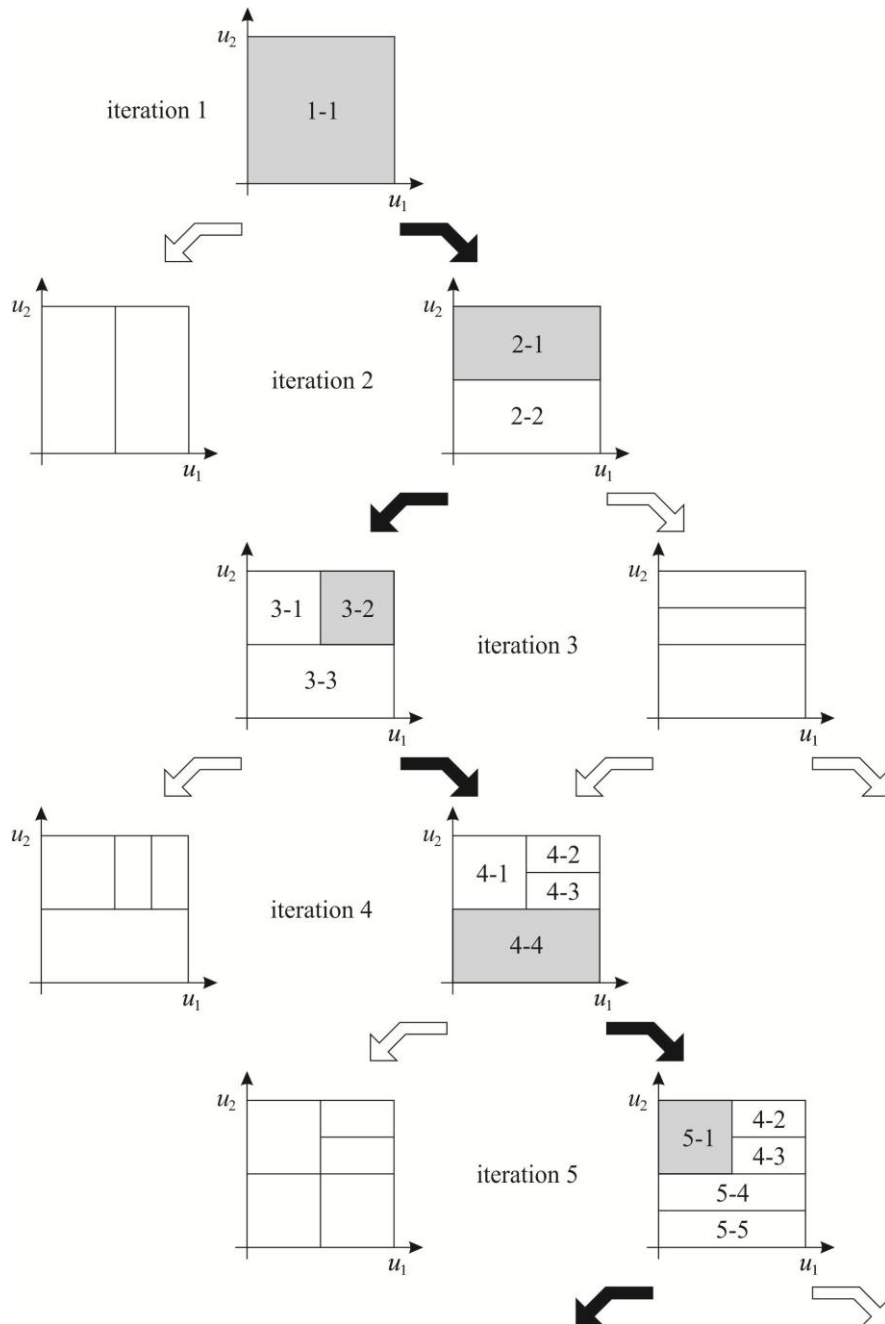 u2
iteration 1
1-1
u1
u2
iteration 2
u2
2-1
2-2
u1
u1
u2
3-1 3-2
3-3
iteration 3
u2
u1
u1
u2
iteration 4
u2
4-1
4-2
4-3
4-4
u1
u1
u2
iteration 5
u2
5-1
4-2
4-3
5-4
5-5
u1
u1